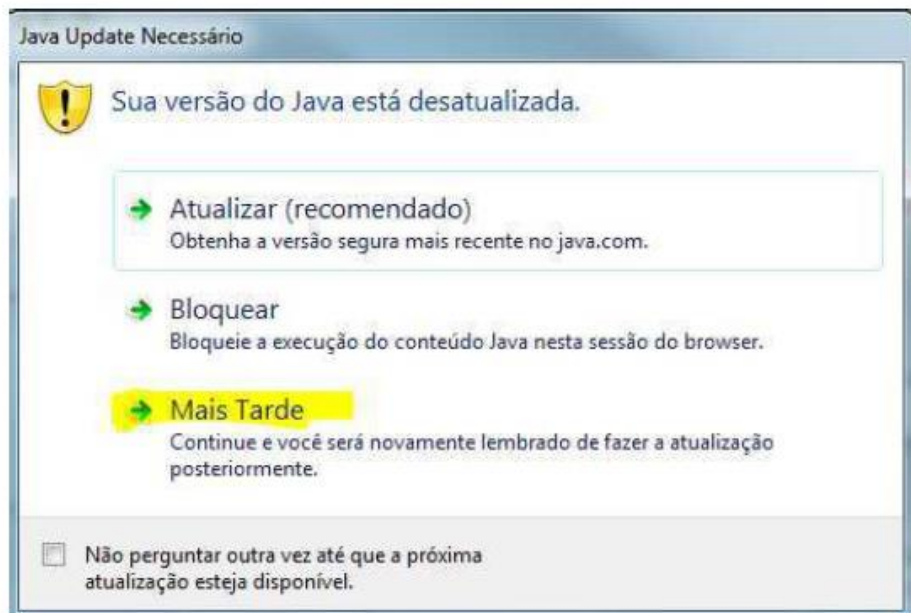 Java Update Necessário
Sua versão do Java está desatualizada.
Atualizar (recomendado)
Obtenha a versão segura mais recente no java.com.
Bloquear
Bloqueie a execução do conteúdo Java nesta sessão do browser.
Mais Tarde
Continue e você será novamente lembrado de fazer a atualização
posteriormente.
Não perguntar outra vez até que a próxima
atualização esteja disponível.